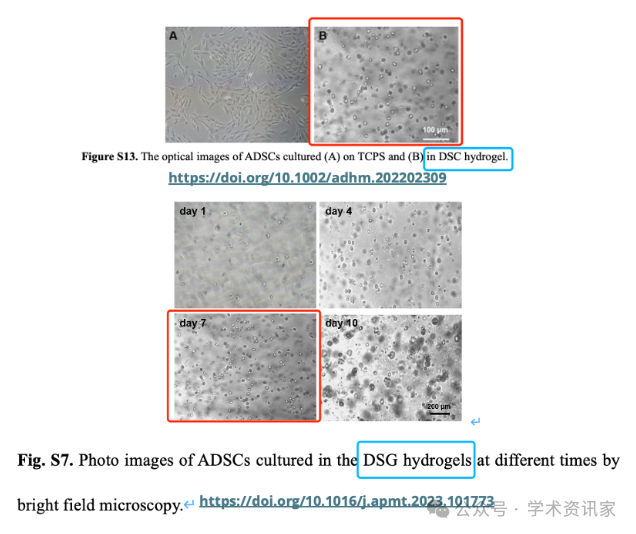 A
B
100 μm
Figure S13. The optical images of ADSCs cultured (A) on TCPS and (B) in DSC hydrogel.
https://doi.org/10.1002/adhm.202202309
day 1
day 4
day 7
day 10
200 μm
Fig. S7. Photo images of ADSCs cultured in the DSG hydrogels at different times by
bright field microscopy. https://doi.org/10.1016/j.apmt.2023.101773
公众号 · 学术资讯家